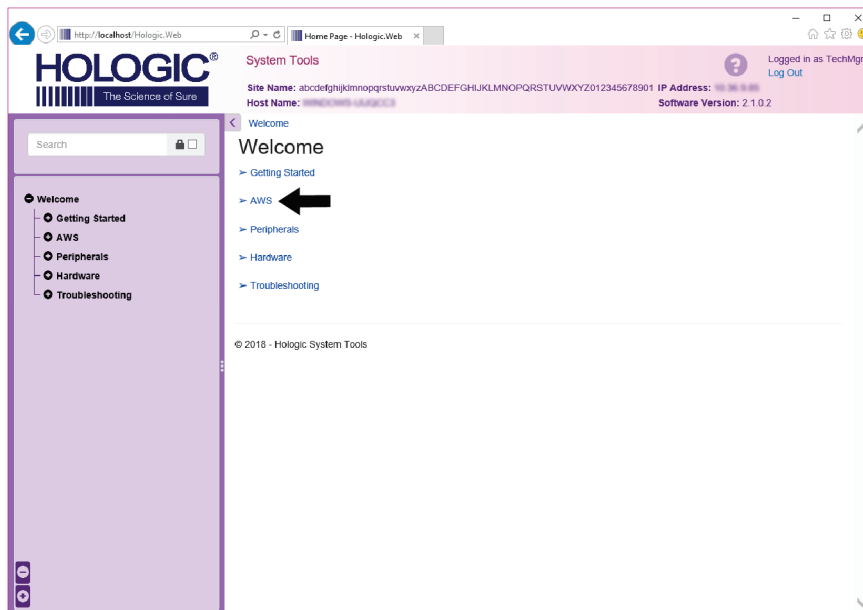 http://localhost/Hologic.Web
Home Page - Hologic.Web
HOLOGIC®
The Science of Sure
System Tools
Logged in as TechMgr
Log Out
Site Name: abcdefghijklmnopqrstuvwxyzABCDEFGHIJKLMNOPQRSTUVWXYZ012345678901 IP Address:
Host Name:
Software Version: 2.1.0.2
Search
Welcome
Getting Started
AWS
Peripherals
Hardware
Troubleshooting
Welcome
Welcome
Getting Started
AWS
Peripherals
Hardware
Troubleshooting
© 2018 - Hologic System Tools